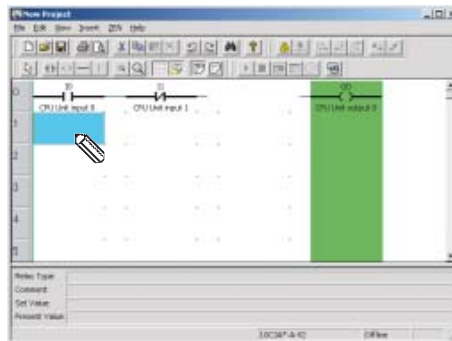 New Project
File Edit View Insert ZEN Help
0
I0 I1 Q0
CPU Unit input 0 CPU Unit input 1 CPU Unit output 0
1
2
3
4
5
Relay Type
Comment
Set Value
Present Value
Offline